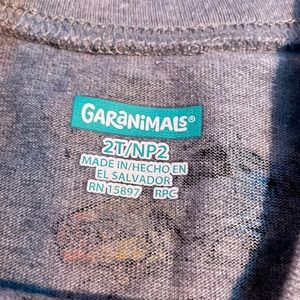 GARANIMALS®
2T/NP2
MADE IN/HECHO EN
EL SALVADOR
RN 15897 RPC